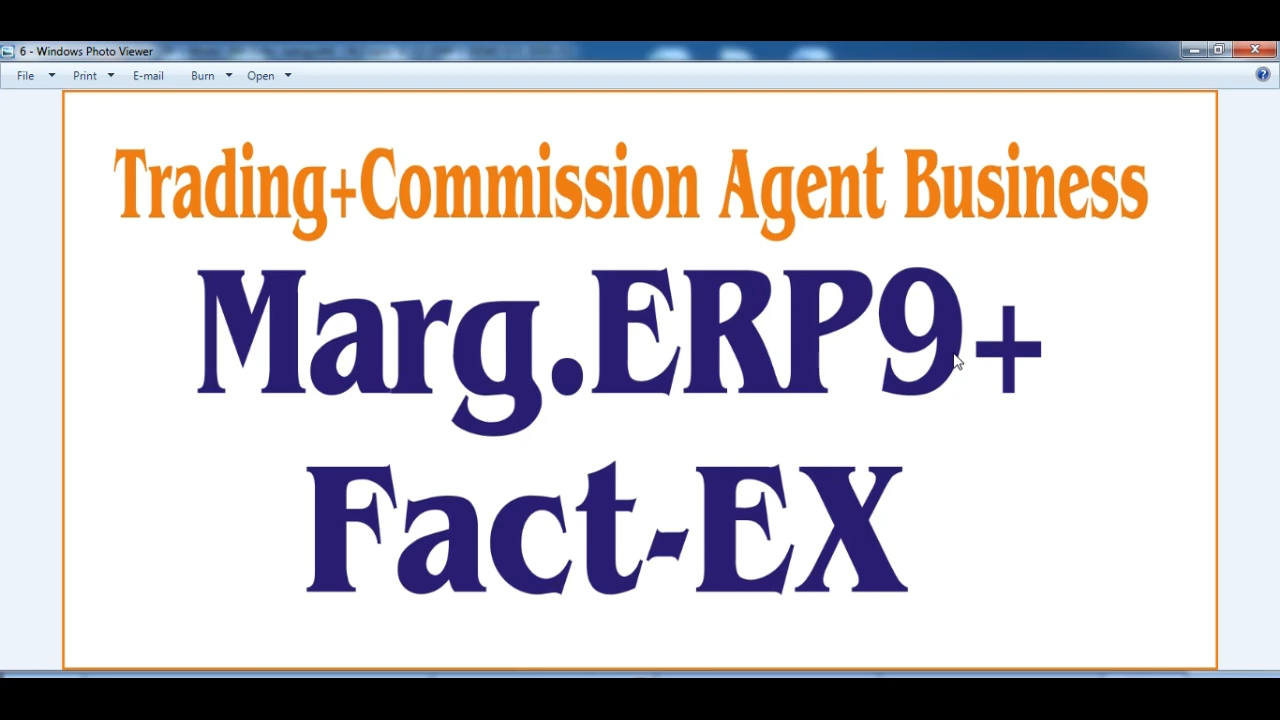 6 - Windows Photo Viewer
File Print E-mail Burn Open
Trading+Commission Agent Business
Marg.ERP9+
Fact-EX